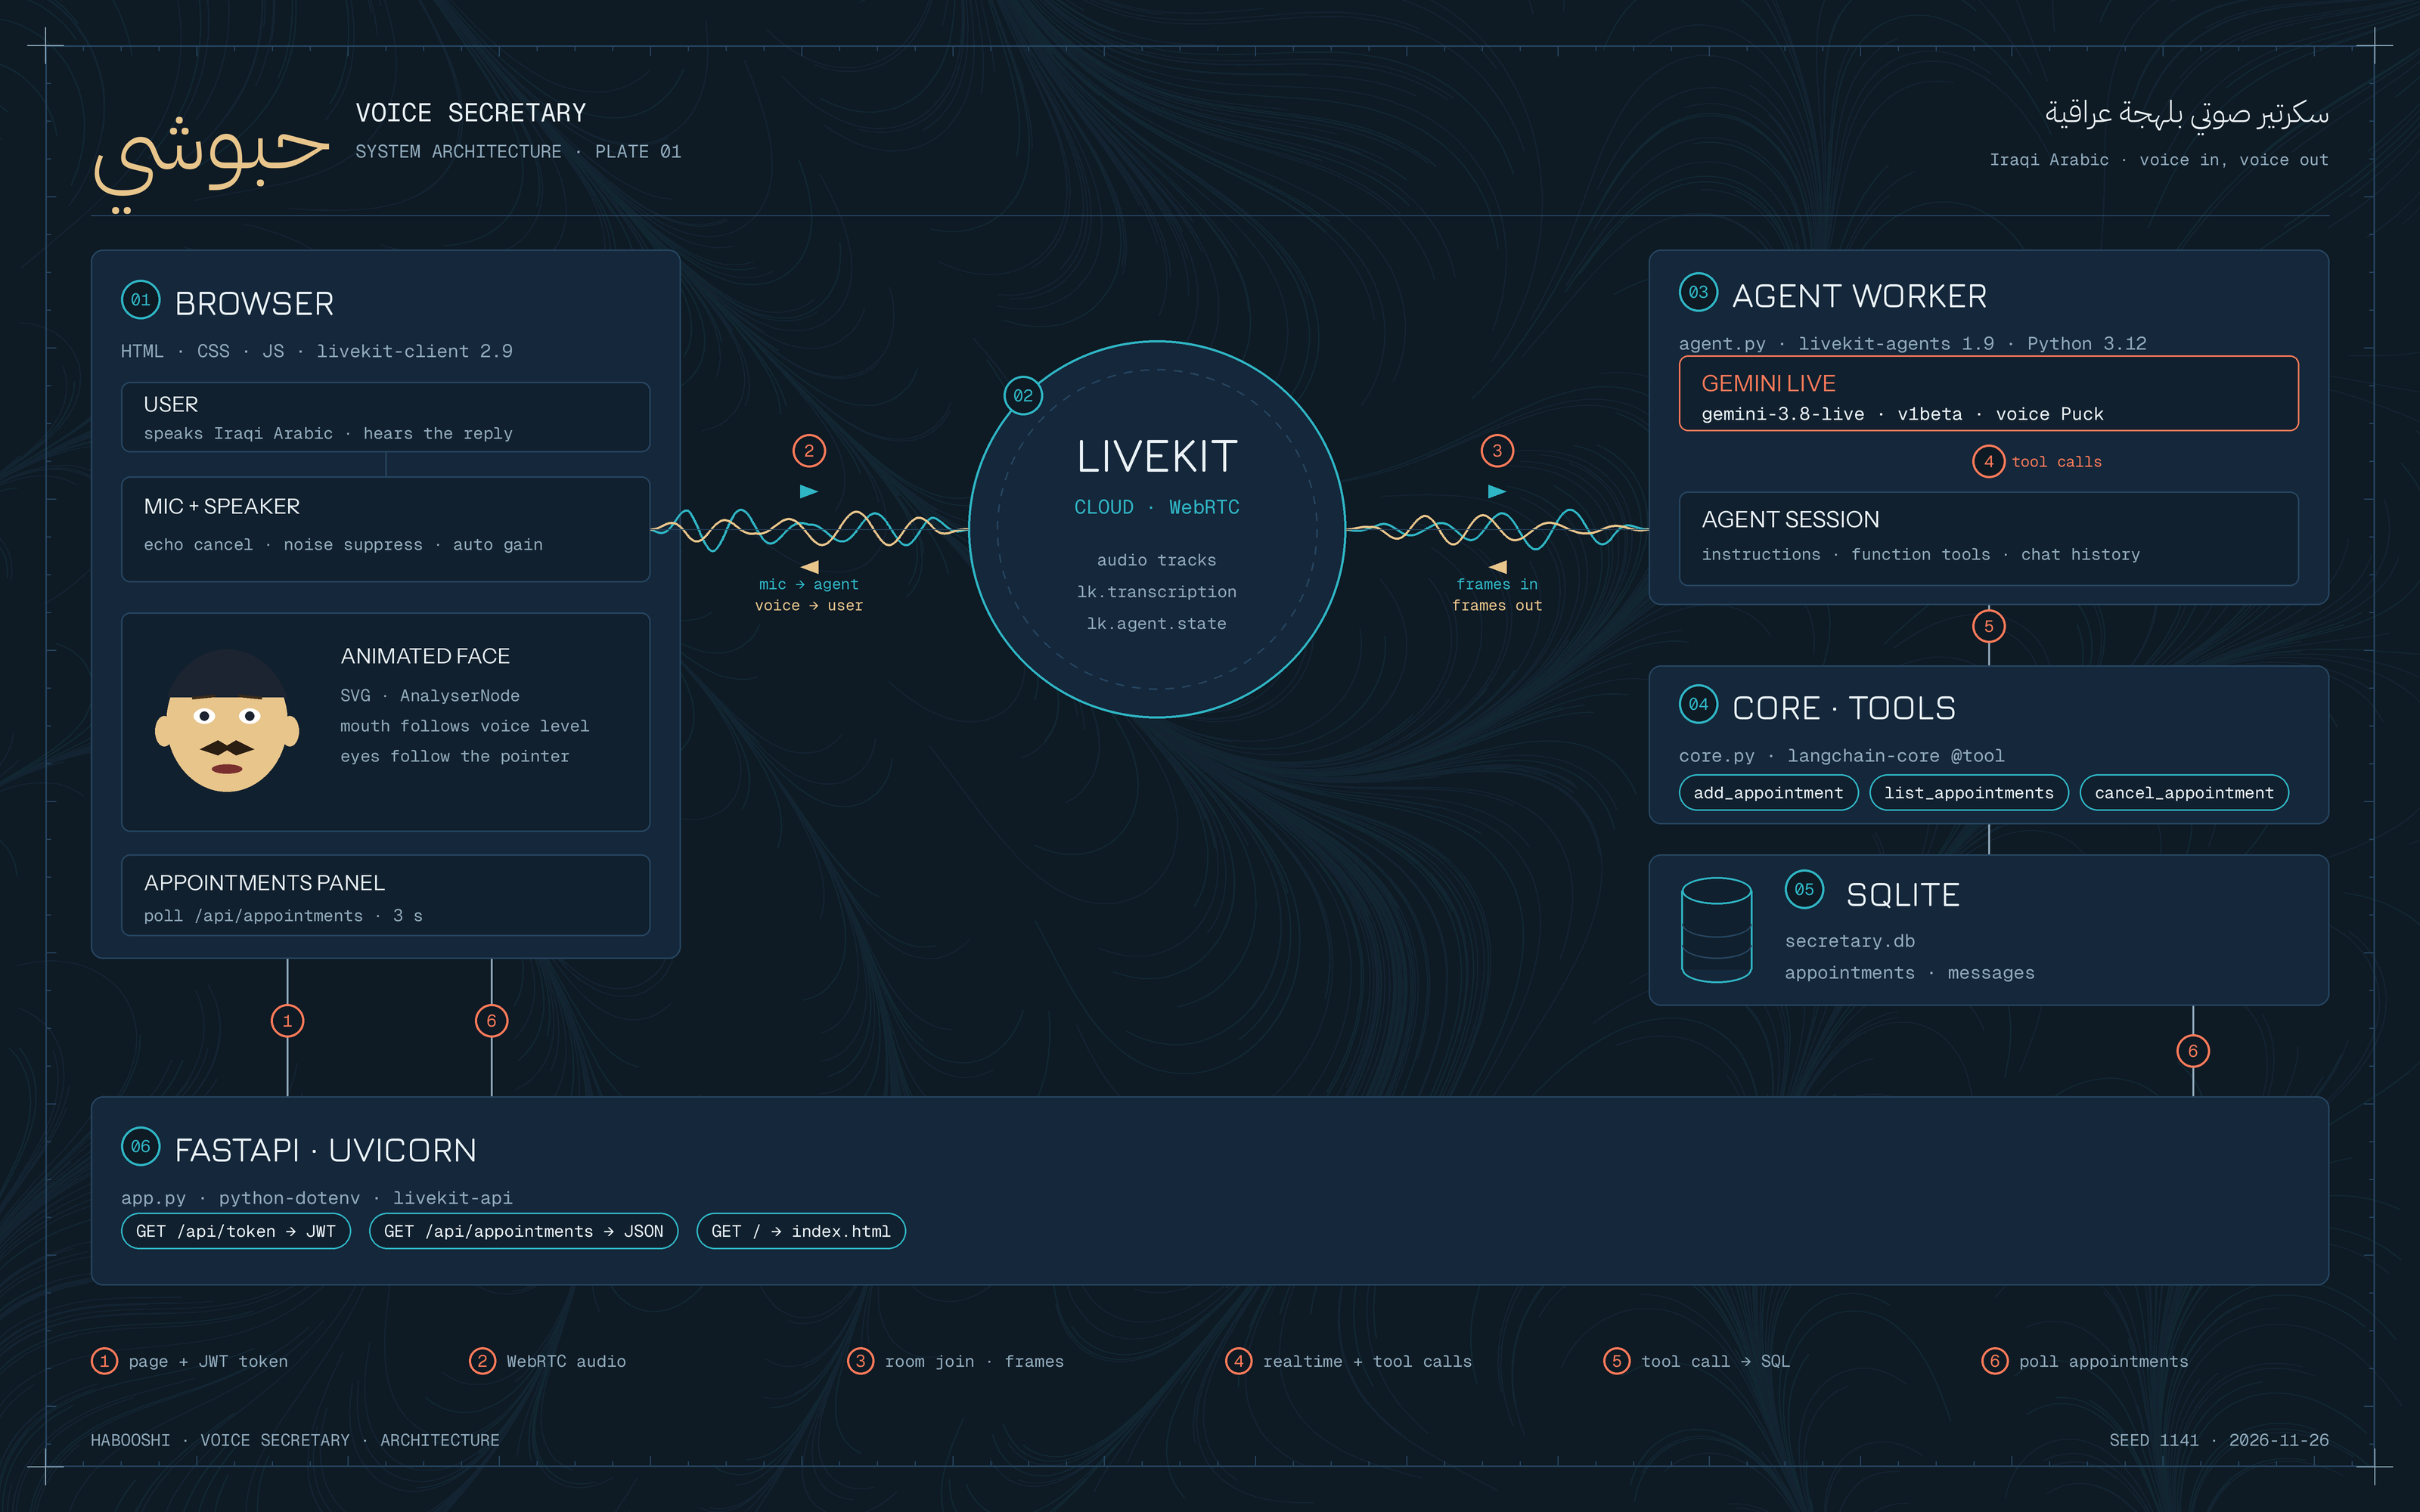 حبوشي
VOICE SECRETARY
SYSTEM ARCHITECTURE · PLATE 01
سكرتير صوتي بلهجة عراقية
Iraqi Arabic · voice in, voice out
01 BROWSER
HTML · CSS · JS · livekit-client 2.9
USER
speaks Iraqi Arabic · hears the reply
MIC + SPEAKER
echo cancel · noise suppress · auto gain
ANIMATED FACE
SVG · AnalyserNode
mouth follows voice level
eyes follow the pointer
APPOINTMENTS PANEL
poll /api/appointments · 3 s
2
mic → agent
voice → user
02
LIVEKIT
CLOUD · WebRTC
audio tracks
lk.transcription
lk.agent.state
3
frames in
frames out
03 AGENT WORKER
agent.py · livekit-agents 1.9 · Python 3.12
GEMINI LIVE
gemini-3.8-live · v1beta · voice Puck
4 tool calls
AGENT SESSION
instructions · function tools · chat history
5
04 CORE · TOOLS
core.py · langchain-core @tool
add_appointment list_appointments cancel_appointment
05 SQLITE
secretary.db
appointments · messages
1 6
6
06 FASTAPI · UVICORN
app.py · python-dotenv · livekit-api
GET /api/token → JWT GET /api/appointments → JSON GET / → index.html
1 page + JWT token 2 WebRTC audio 3 room join · frames 4 realtime + tool calls 5 tool call → SQL 6 poll appointments
HABOOSHI · VOICE SECRETARY · ARCHITECTURE
SEED 1141 · 2026-11-26